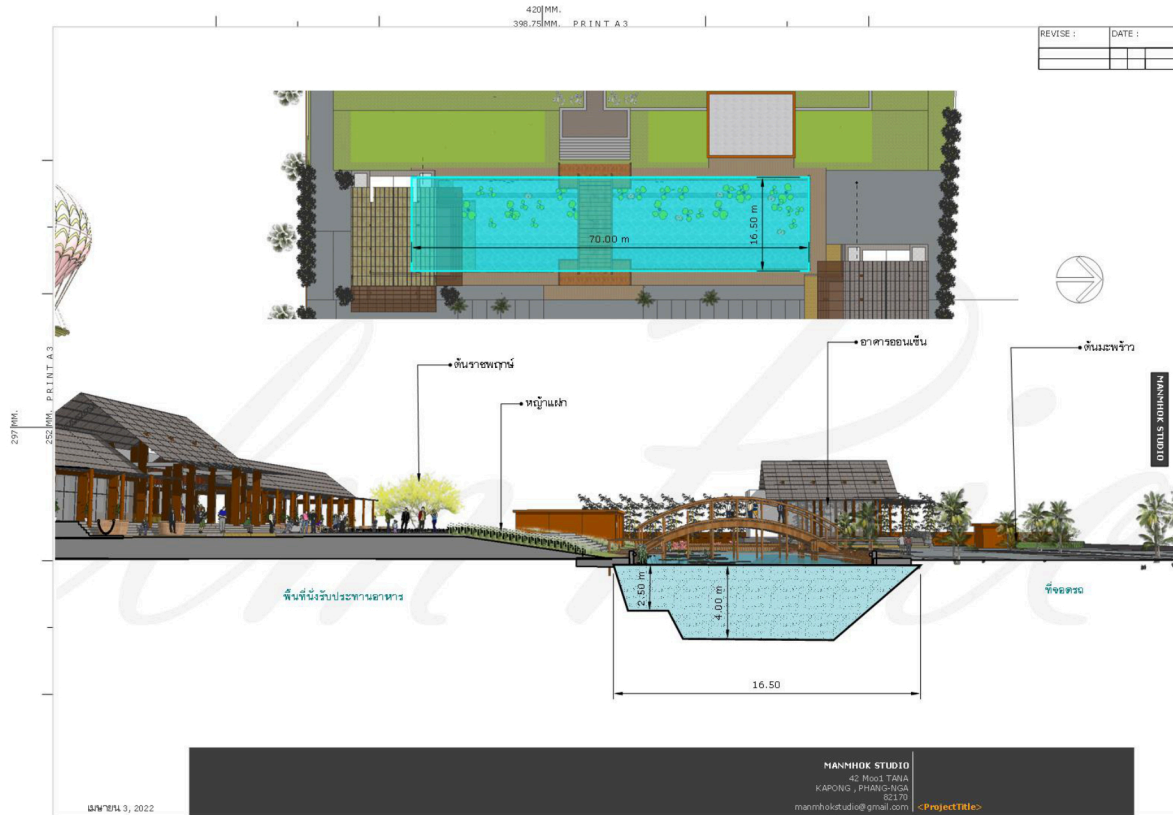 420 MM.
398.75 MM. PRINT A3
REVISE :
DATE :
70.00 m
16.50 m
297 MM.
252 MM. PRINT A3
ต้นราชพฤกษ์
หญ้าแฝก
อาคารออนเซ็น
ต้นมะพร้าว
MANMHOK STUDIO
2.50 m
4.00 m
พื้นที่นั่งรับประทานอาหาร
ที่จอดรถ
16.50
MANMHOK STUDIO
42 Moo1 TANA
KAPONG , PHANG-NGA
82170
manmhokstudio@gmail.com
<ProjectTitle>
เมษายน 3, 2022